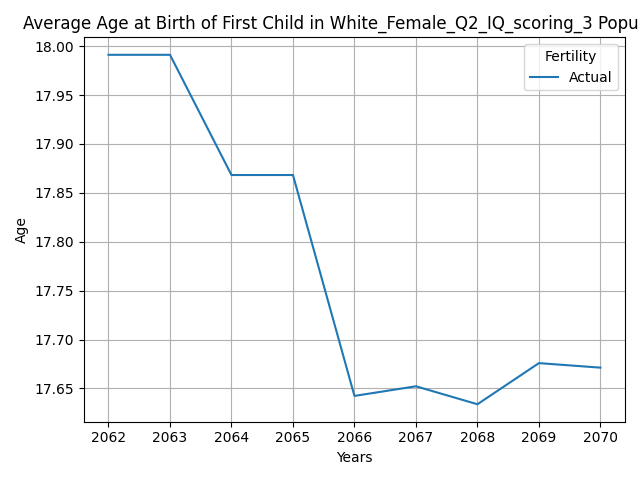 Average Age at Birth of First Child in White_Female_Q2_IQ_scoring_3 Popu
Fertility
Actual
18.00
17.95
17.90
17.85
17.80
17.75
17.70
17.65
Age
2062 2063 2064 2065 2066 2067 2068 2069 2070
Years